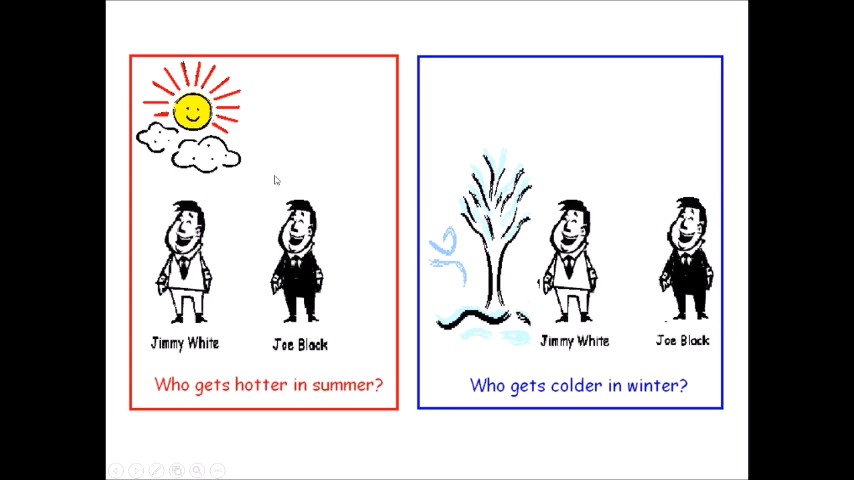 Jimmy White
Joe Black
Who gets hotter in summer?
Jimmy White
Joe Black
Who gets colder in winter?